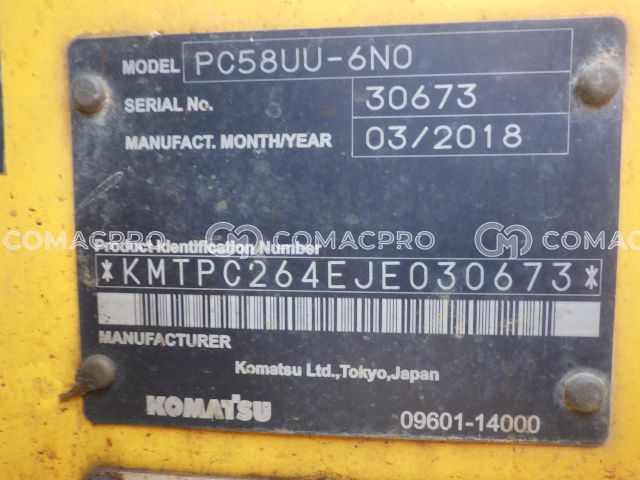 MODEL PC58UU-6N0
SERIAL No. 30673
MANUFACT. MONTH/YEAR 03/2018
COMACPRO COMACPRO COMACPRO
Product Identification Number
*KMTPC264EJE030673*
MANUFACTURER
Komatsu Ltd.,Tokyo,Japan
KOMATSU
09601-14000